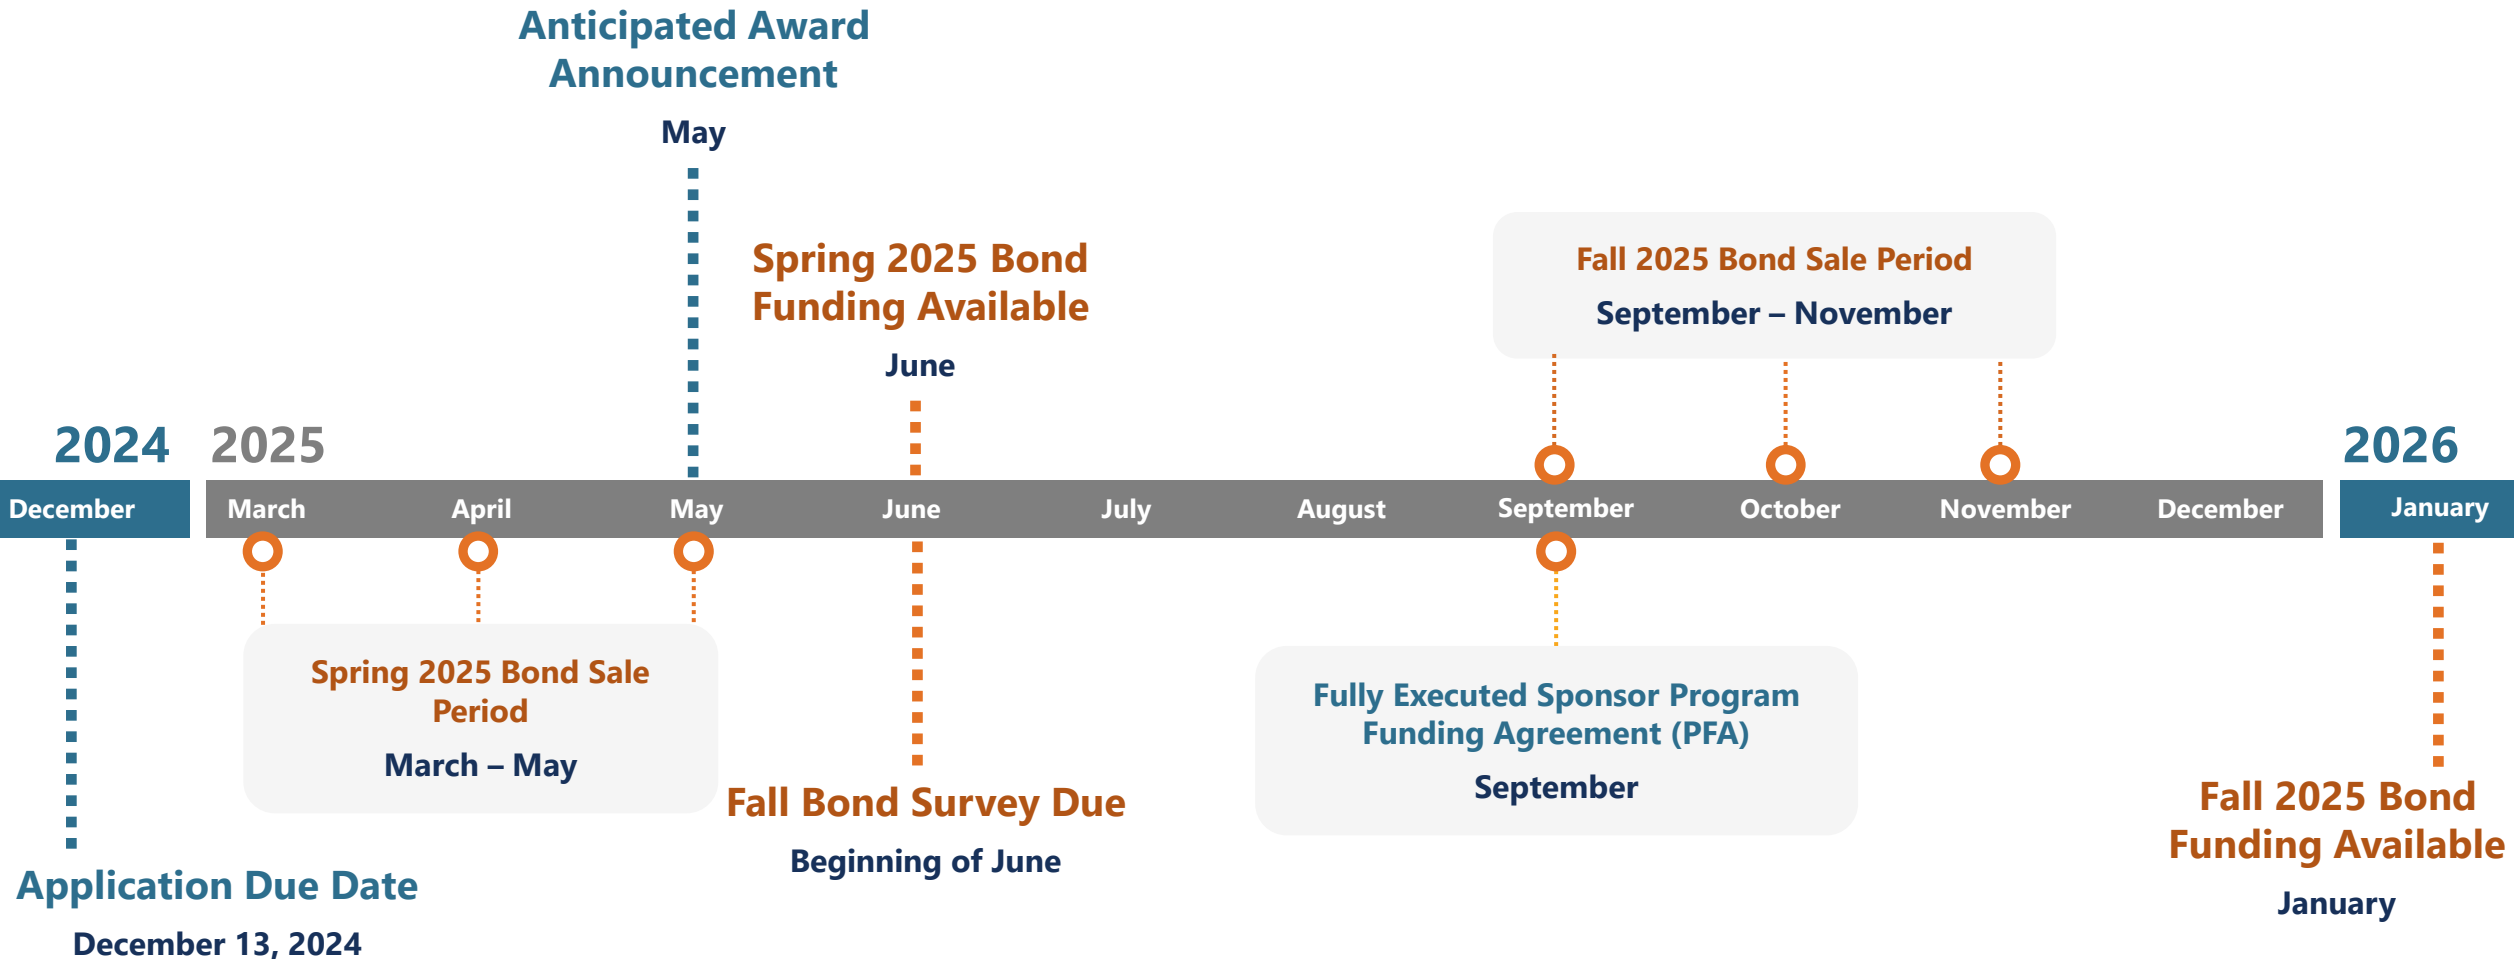 Anticipated Award
Announcement
May
Spring 2025 Bond
Funding Available
June
Fall 2025 Bond Sale Period
September – November
2024
2025
2026
December
March
April
May
June
July
August
September
October
November
December
January
Spring 2025 Bond Sale
Period
March – May
Fall Bond Survey Due
Beginning of June
Fully Executed Sponsor Program
Funding Agreement (PFA)
September
Fall 2025 Bond
Funding Available
January
Application Due Date
December 13, 2024